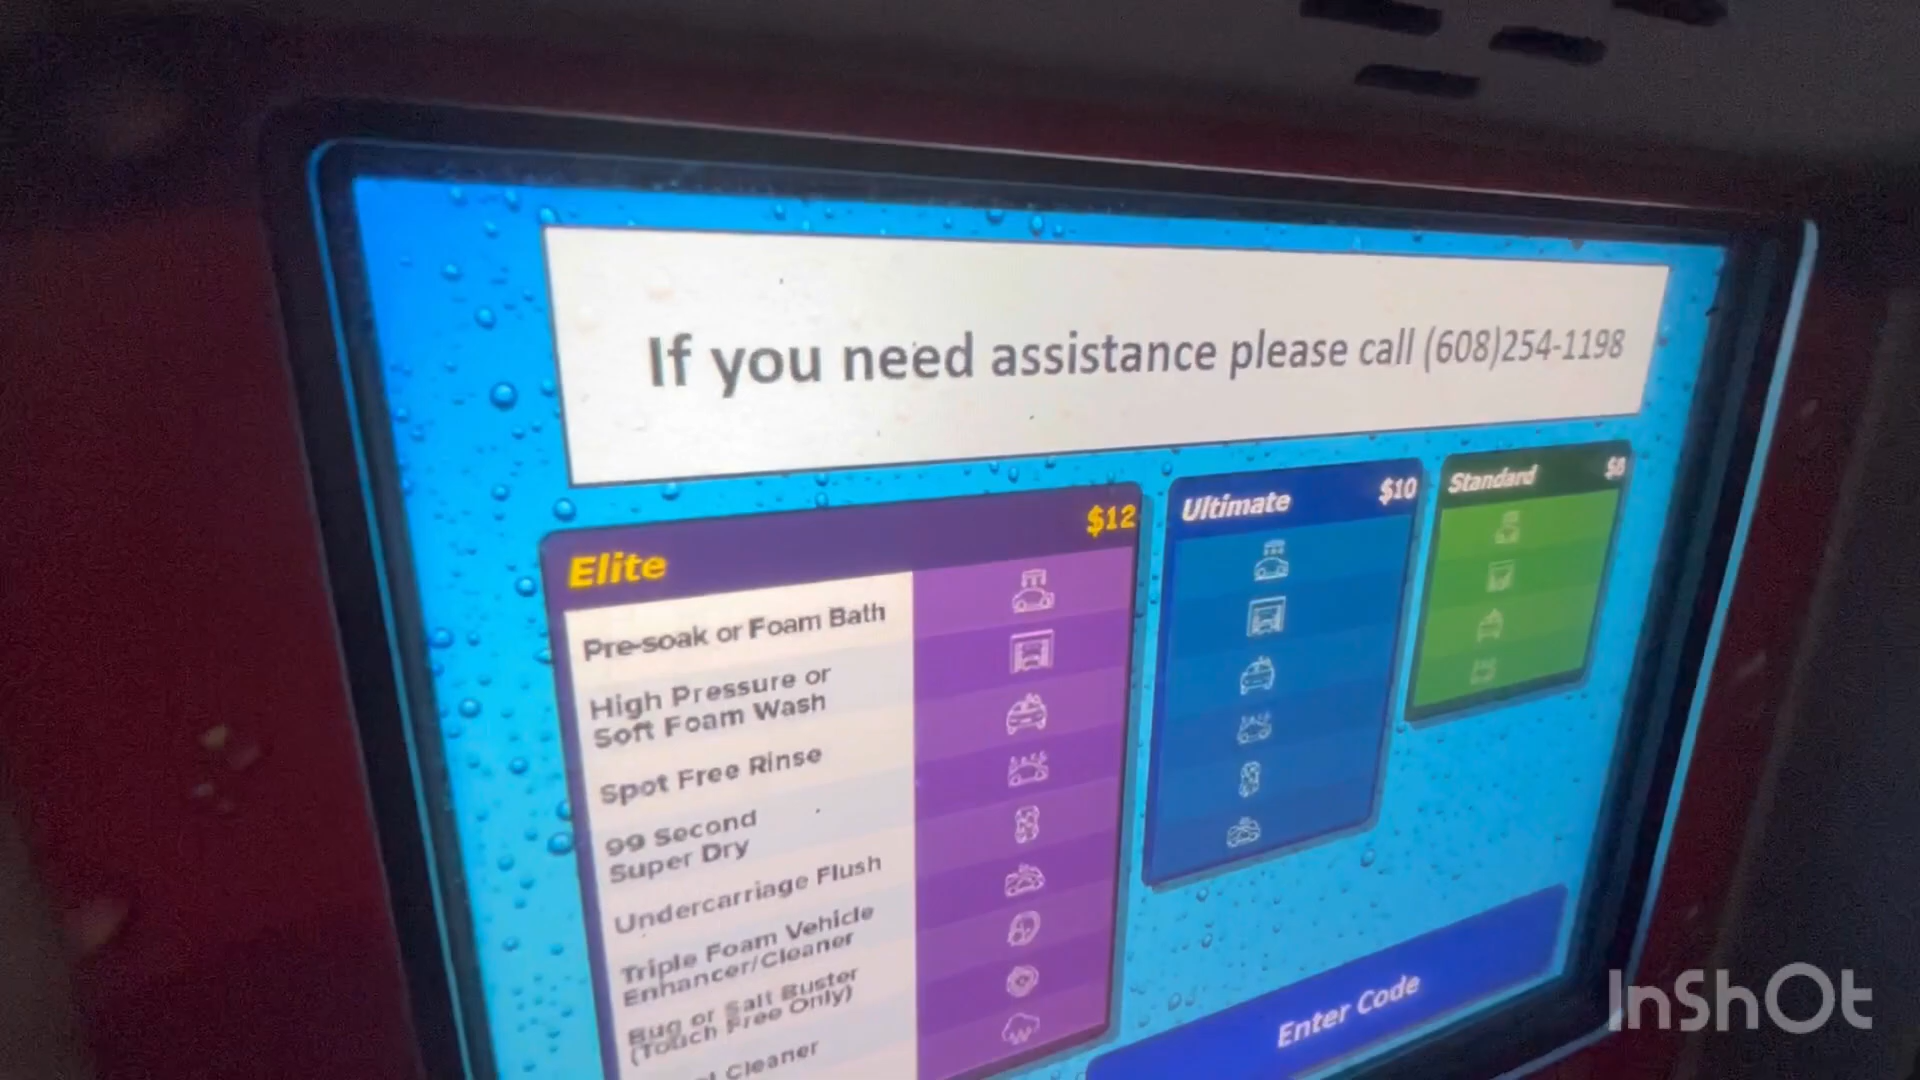 If you need assistance please call (608)254-1198
Elite $12
Pre-soak or Foam Bath
High Pressure or
Soft Foam Wash
Spot Free Rinse
99 Second
Super Dry
Undercarriage Flush
Triple Foam Vehicle
Enhancer/Cleaner
Bug or Salt Buster
(Touch Free Only)
Cleaner
Ultimate $10
Standard $8
Enter Code
InShOt